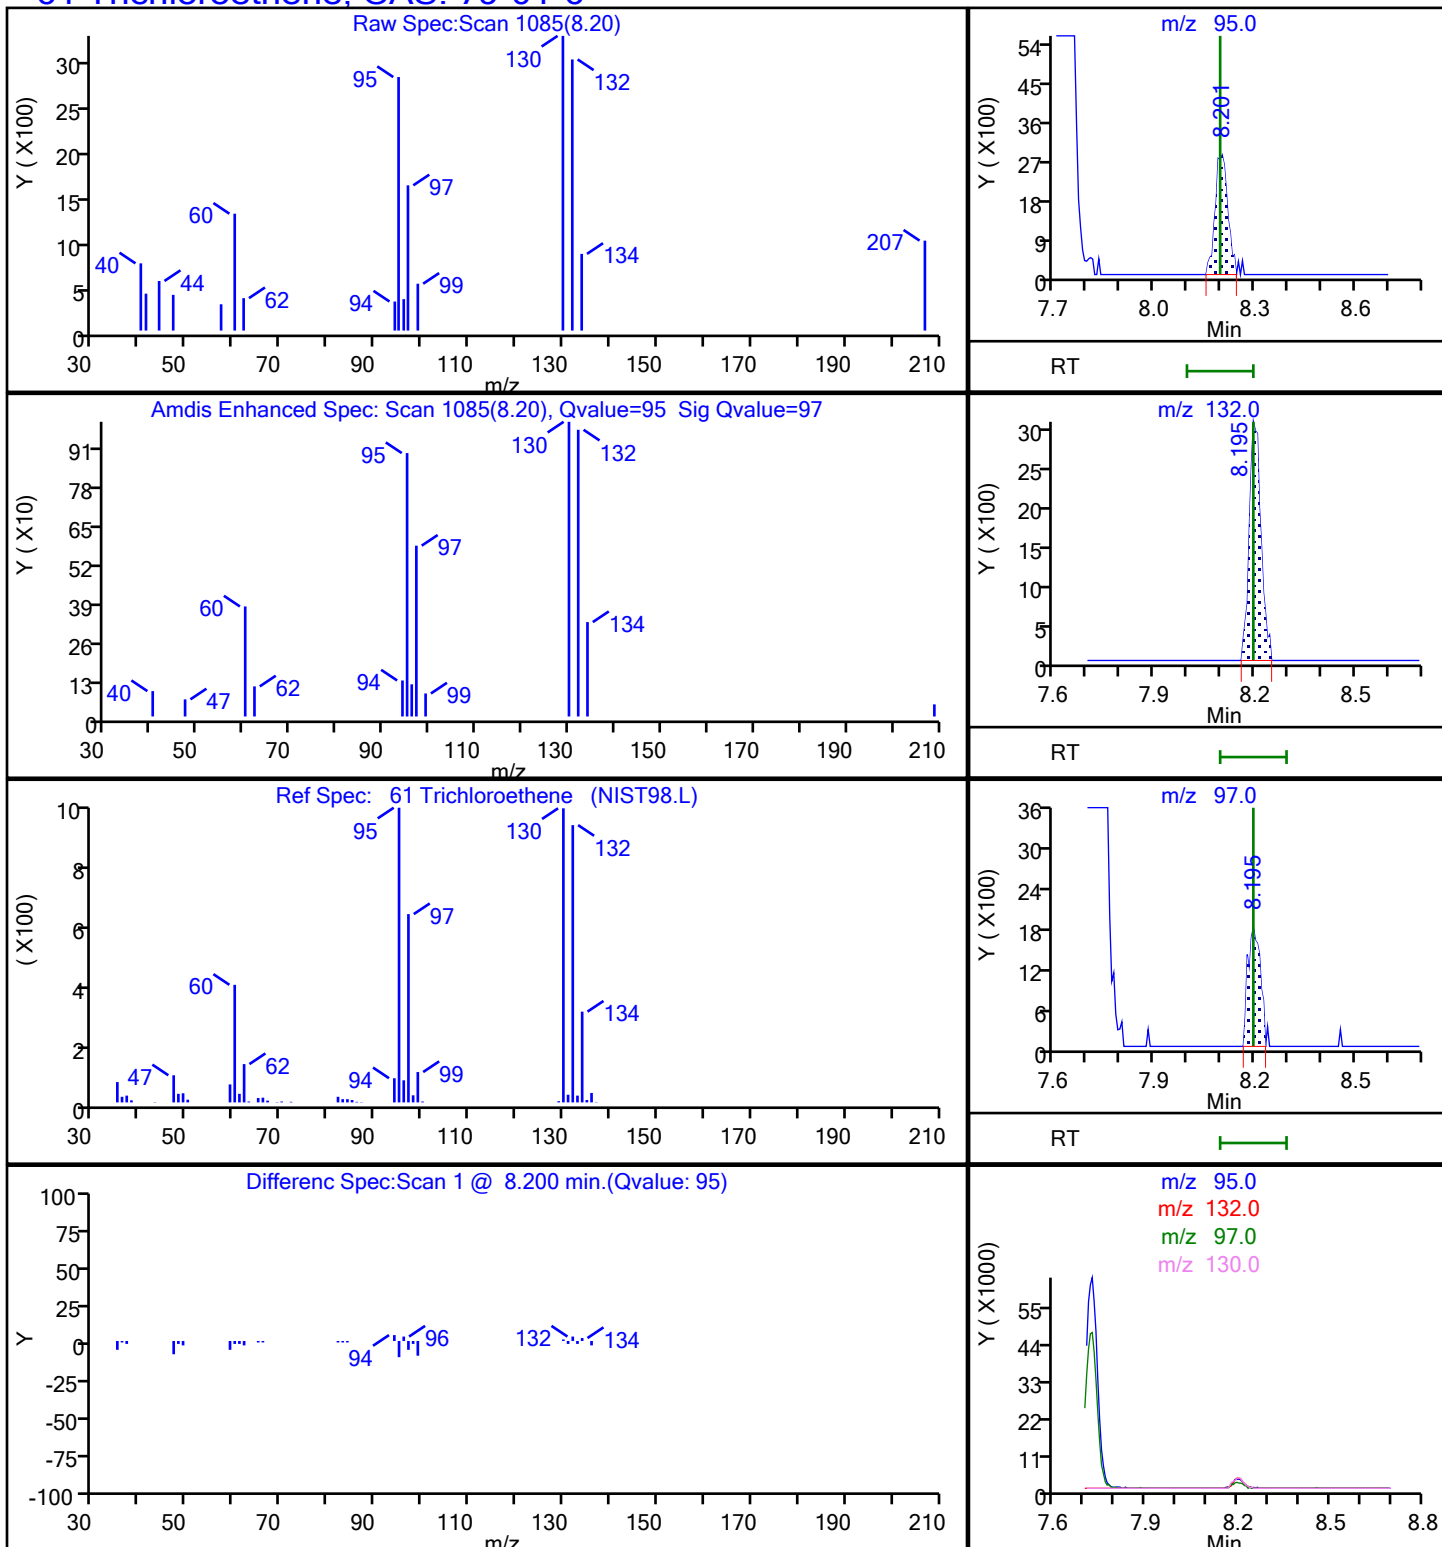 Raw Spec:Scan 1085(8.20)
Y ( X100)
30
25
20
15
10
5
0
130
132
95
97
60
207
134
40
44
99
62
94
30 50 70 90 110 130 150 170 190 210
m/z
m/z 95.0
Y ( X100)
54
45
36
27
18
9
0
8.201
7.7 8.0 8.3 8.6
Min
RT
Amdis Enhanced Spec: Scan 1085(8.20), Qvalue=95 Sig Qvalue=97
Y ( X10)
91
78
65
52
39
26
13
0
130
132
95
97
60
134
94
62
40
47
99
30 50 70 90 110 130 150 170 190 210
m/z
m/z 132.0
Y ( X100)
30
25
20
15
10
5
0
8.195
7.6 7.9 8.2 8.5
Min
RT
Ref Spec: 61 Trichloroethene (NIST98.L)
( X100)
10
8
6
4
2
0
95
130
132
97
60
134
47
62
94
99
30 50 70 90 110 130 150 170 190 210
m/z 97.0
Y ( X100)
36
30
24
18
12
6
0
8.195
7.6 7.9 8.2 8.5
Min
RT
Differenc Spec:Scan 1 @ 8.200 min.(Qvalue: 95)
Y
100
75
50
25
0
-25
-50
-75
-100
94
96
132
134
30 50 70 90 110 130 150 170 190 210
m/z
m/z 95.0
m/z 132.0
m/z 97.0
m/z 130.0
Y ( X1000)
55
44
33
22
11
0
7.6 7.9 8.2 8.5 8.8
Min